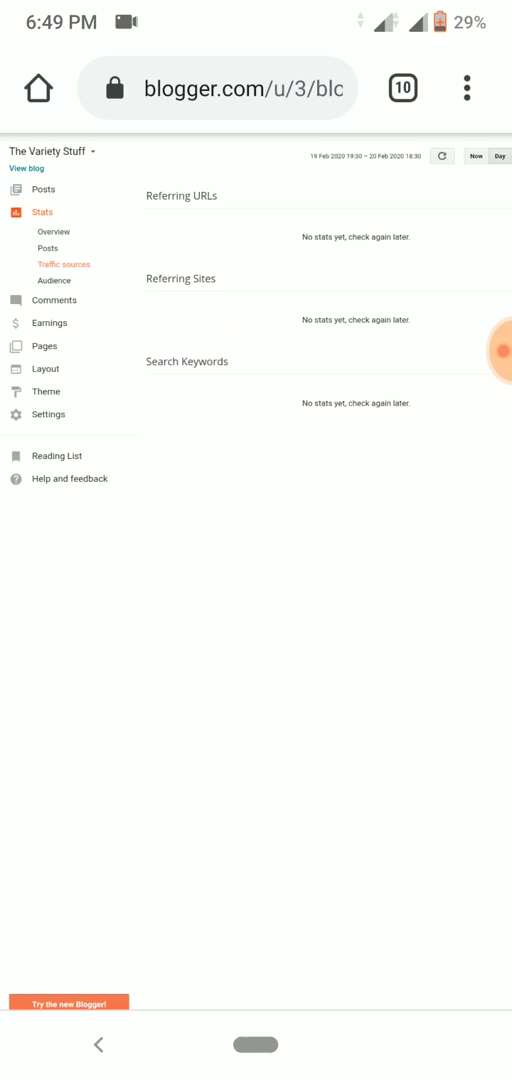 6:49 PM 29%
blogger.com/u/3/blc 10
The Variety Stuff
19 Feb 2020 19:30 – 20 Feb 2020 18:30 Now Day
View blog
Posts
Referring URLs
Stats
Overview
No stats yet, check again later.
Posts
Traffic sources
Audience
Referring Sites
Comments
No stats yet, check again later.
Earnings
Pages
Search Keywords
Layout
Theme
No stats yet, check again later.
Settings
Reading List
Help and feedback
Try the new Blogger!